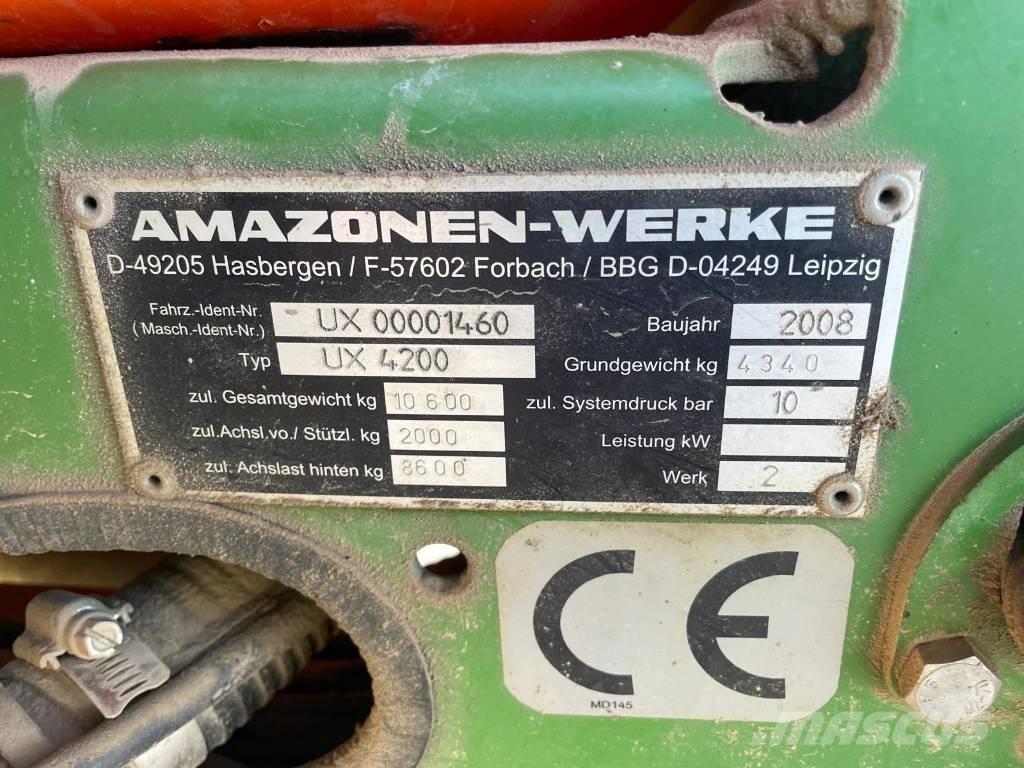 AMAZONEN-WERKE
D-49205 Hasbergen / F-57602 Forbach / BBG D-04249 Leipzig
Fahrz.-Ident-Nr.
(Masch.-Ident-Nr.) UX 00001460
Baujahr 2008
Typ UX 4200
Grundgewicht kg 4340
zul. Gesamtgewicht kg 10600
zul. Systemdruck bar 10
zul.Achsl.vo./ Stützl. kg 2000
Leistung kW
zul. Achslast hinten kg 8600
Werk 2
CE
MD145
MASCUS